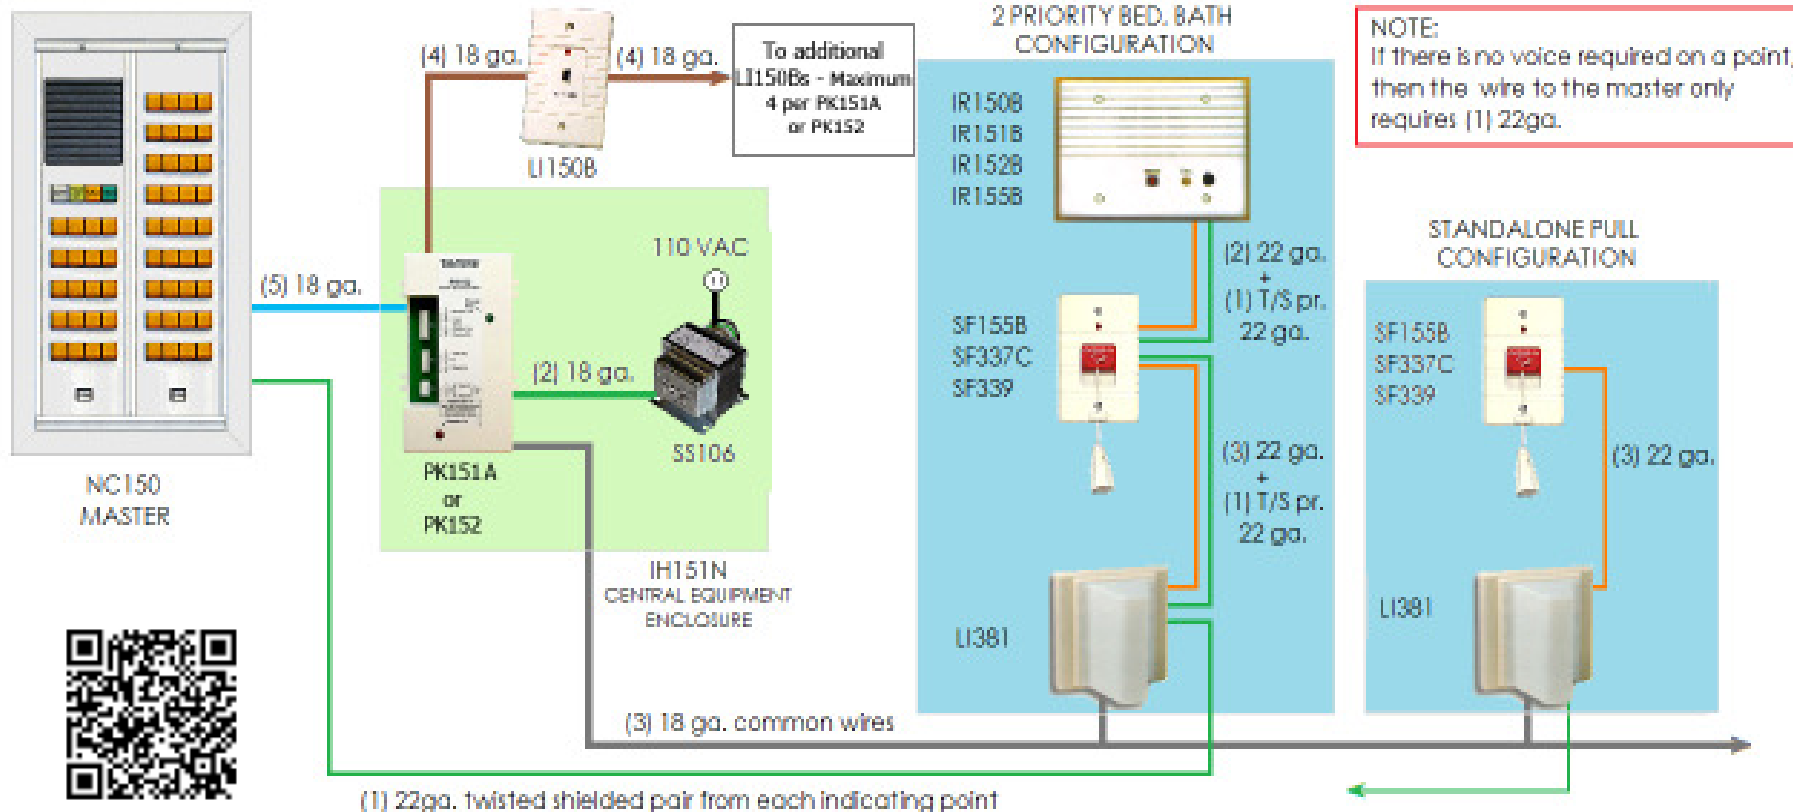 2 PRIORITY BED, BATH
CONFIGURATION
NOTE:
If there is no voice required on a point,
then the wire to the master only
requires (1) 22ga.
(4) 18 ga.
(4) 18 ga.
To additional
LI150Bs - Maximum
4 per PK151A
or PK152
LI150B
IR150B
IR151B
IR152B
IR155B
STANDALONE PULL
CONFIGURATION
110 VAC
(2) 22 ga.
+
(1) T/S pr.
22 ga.
(5) 18 ga.
SF155B
SF337C
SF339
SF155B
SF337C
SF339
(2) 18 ga.
SS106
(3) 22 ga.
+
(1) T/S pr.
22 ga.
(3) 22 ga.
NC150
MASTER
PK151A
or
PK152
IH151N
CENTRAL EQUIPMENT
ENCLOSURE
LI381
LI381
(3) 18 ga. common wires
(1) 22ga. twisted shielded pair from each indicating point